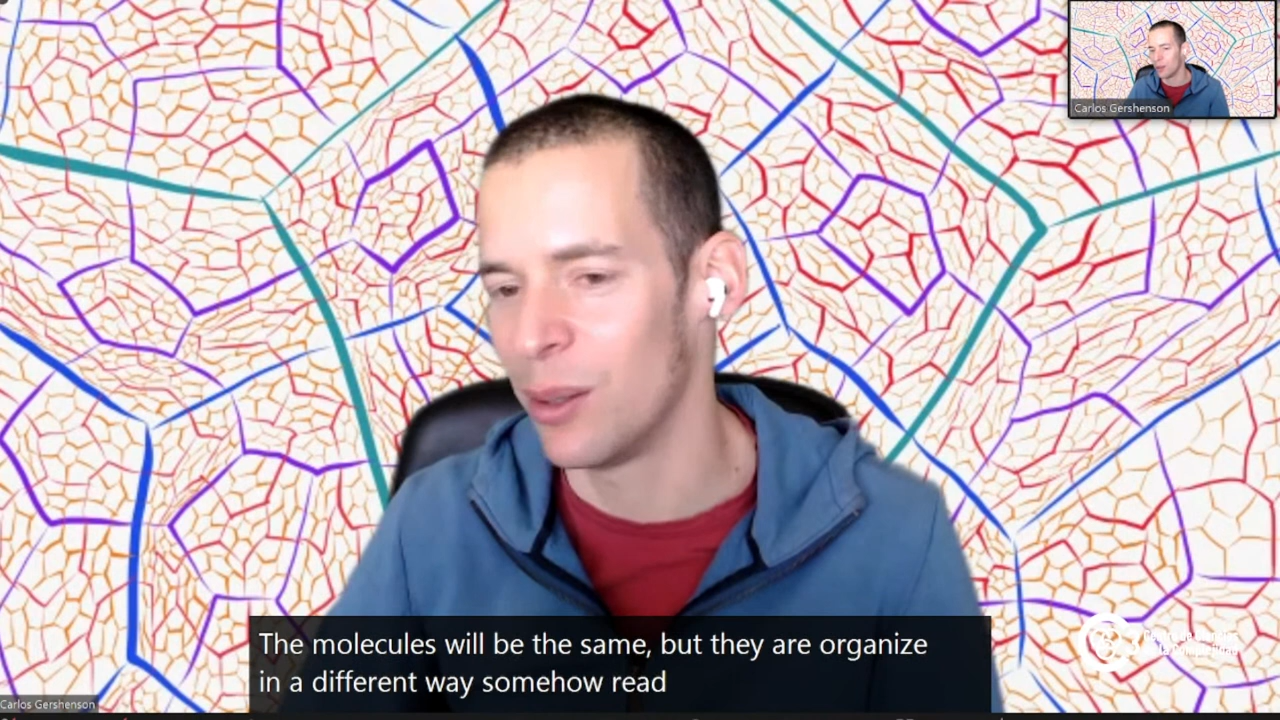 Carlos Gershenson
The molecules will be the same, but they are organize
in a different way somehow read
Carlos Gershenson